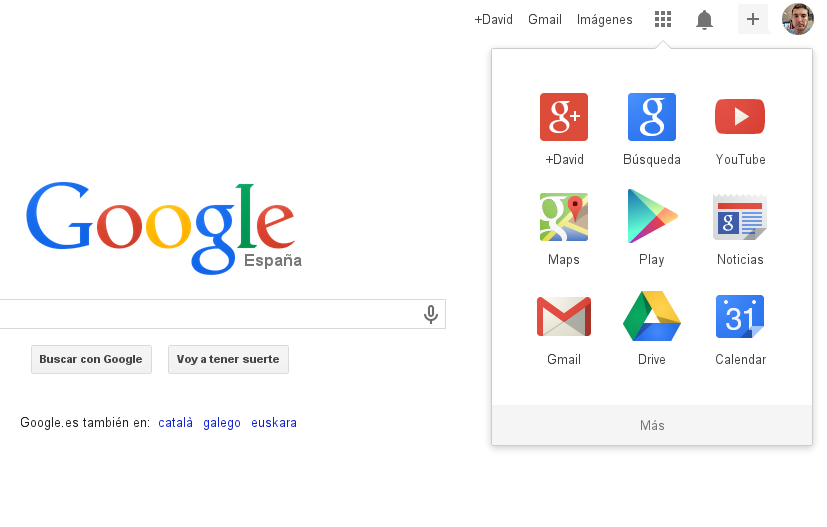 +David Gmail Imágenes
+David Búsqueda YouTube
Google
España
Maps Play Noticias
31
Gmail Drive Calendar
Buscar con Google Voy a tener suerte
Google.es también en: català galego euskara
Más